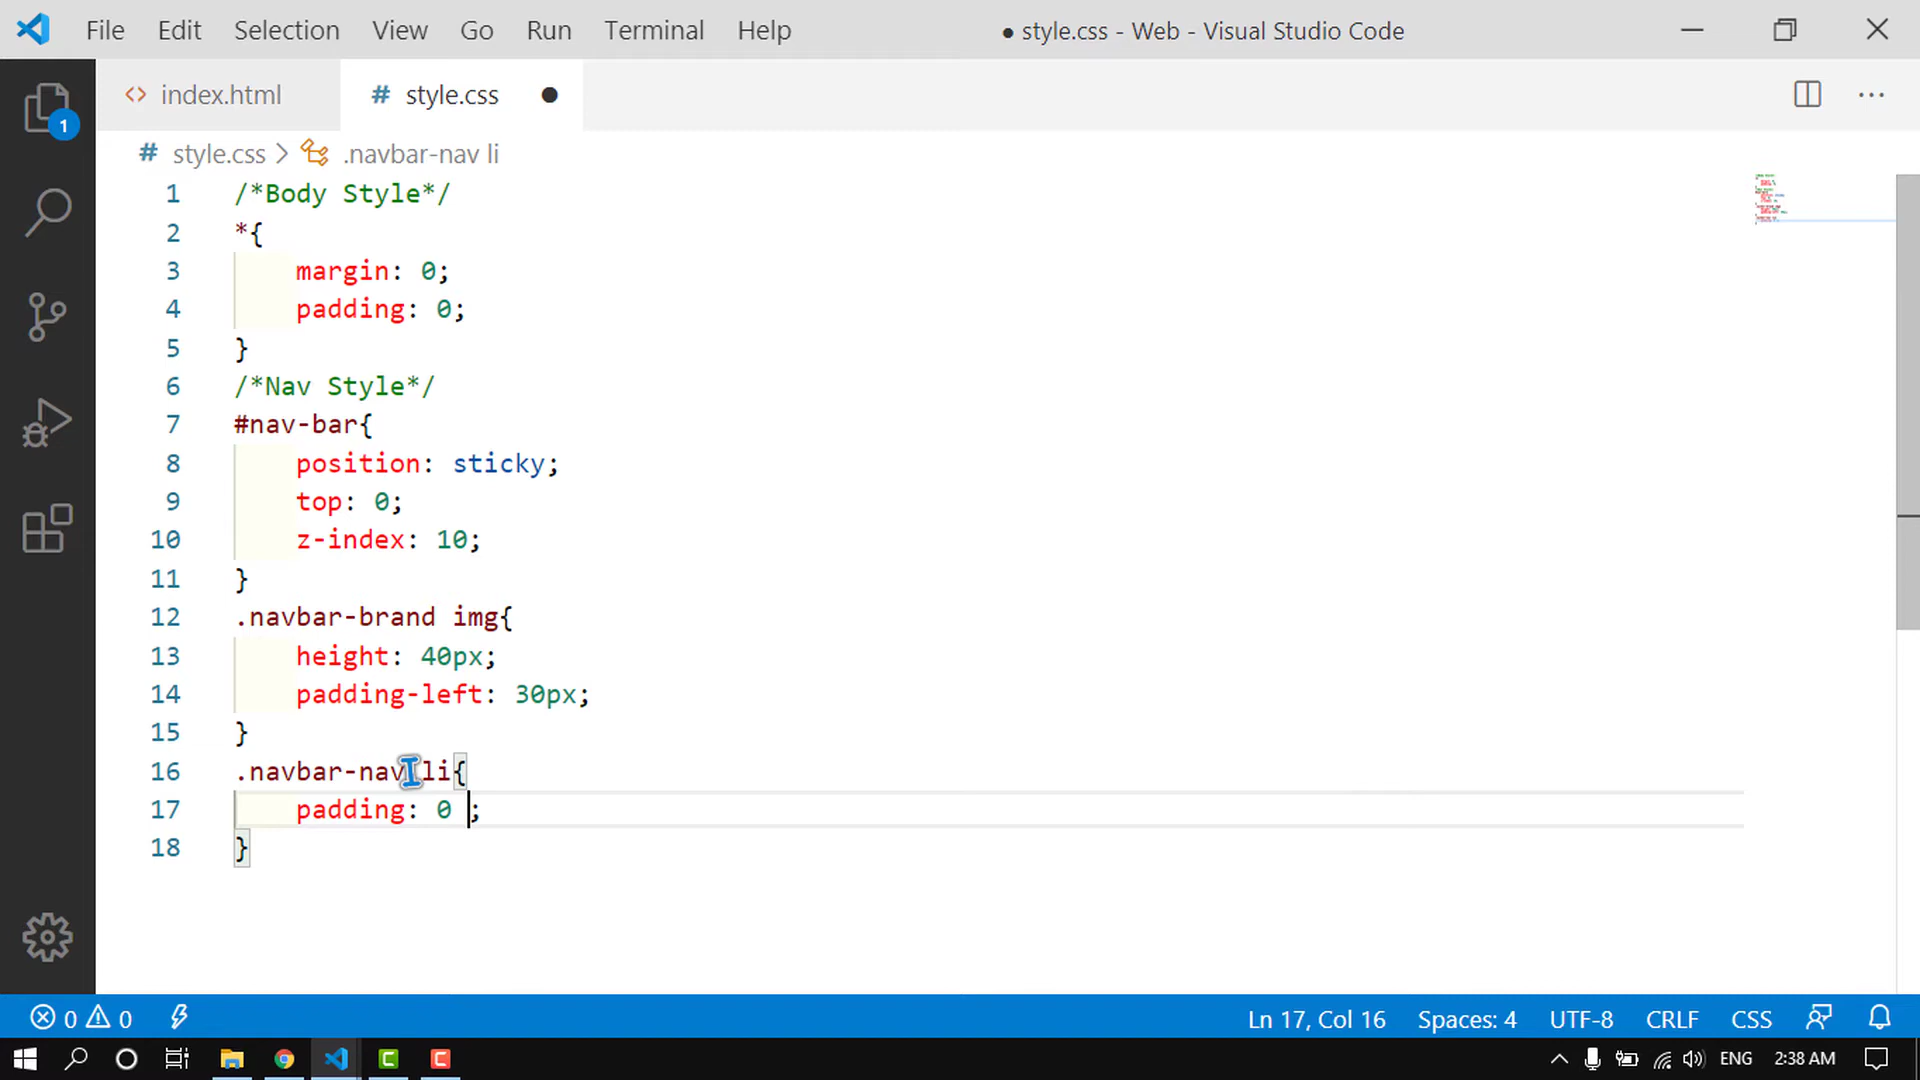 File Edit Selection View Go Run Terminal Help ● style.css - Web - Visual Studio Code
<> index.html # style.css ●
1
# style.css > .navbar-nav li
1 /*Body Style*/
2 *{
3 margin: 0;
4 padding: 0;
5 }
6 /*Nav Style*/
7 #nav-bar{
8 position: sticky;
9 top: 0;
10 z-index: 10;
11 }
12 .navbar-brand img{
13 height: 40px;
14 padding-left: 30px;
15 }
16 .navbar-nav li{
17 padding: 0 ;
18 }
0 0 Ln 17, Col 16 Spaces: 4 UTF-8 CRLF CSS
C C ENG 2:38 AM